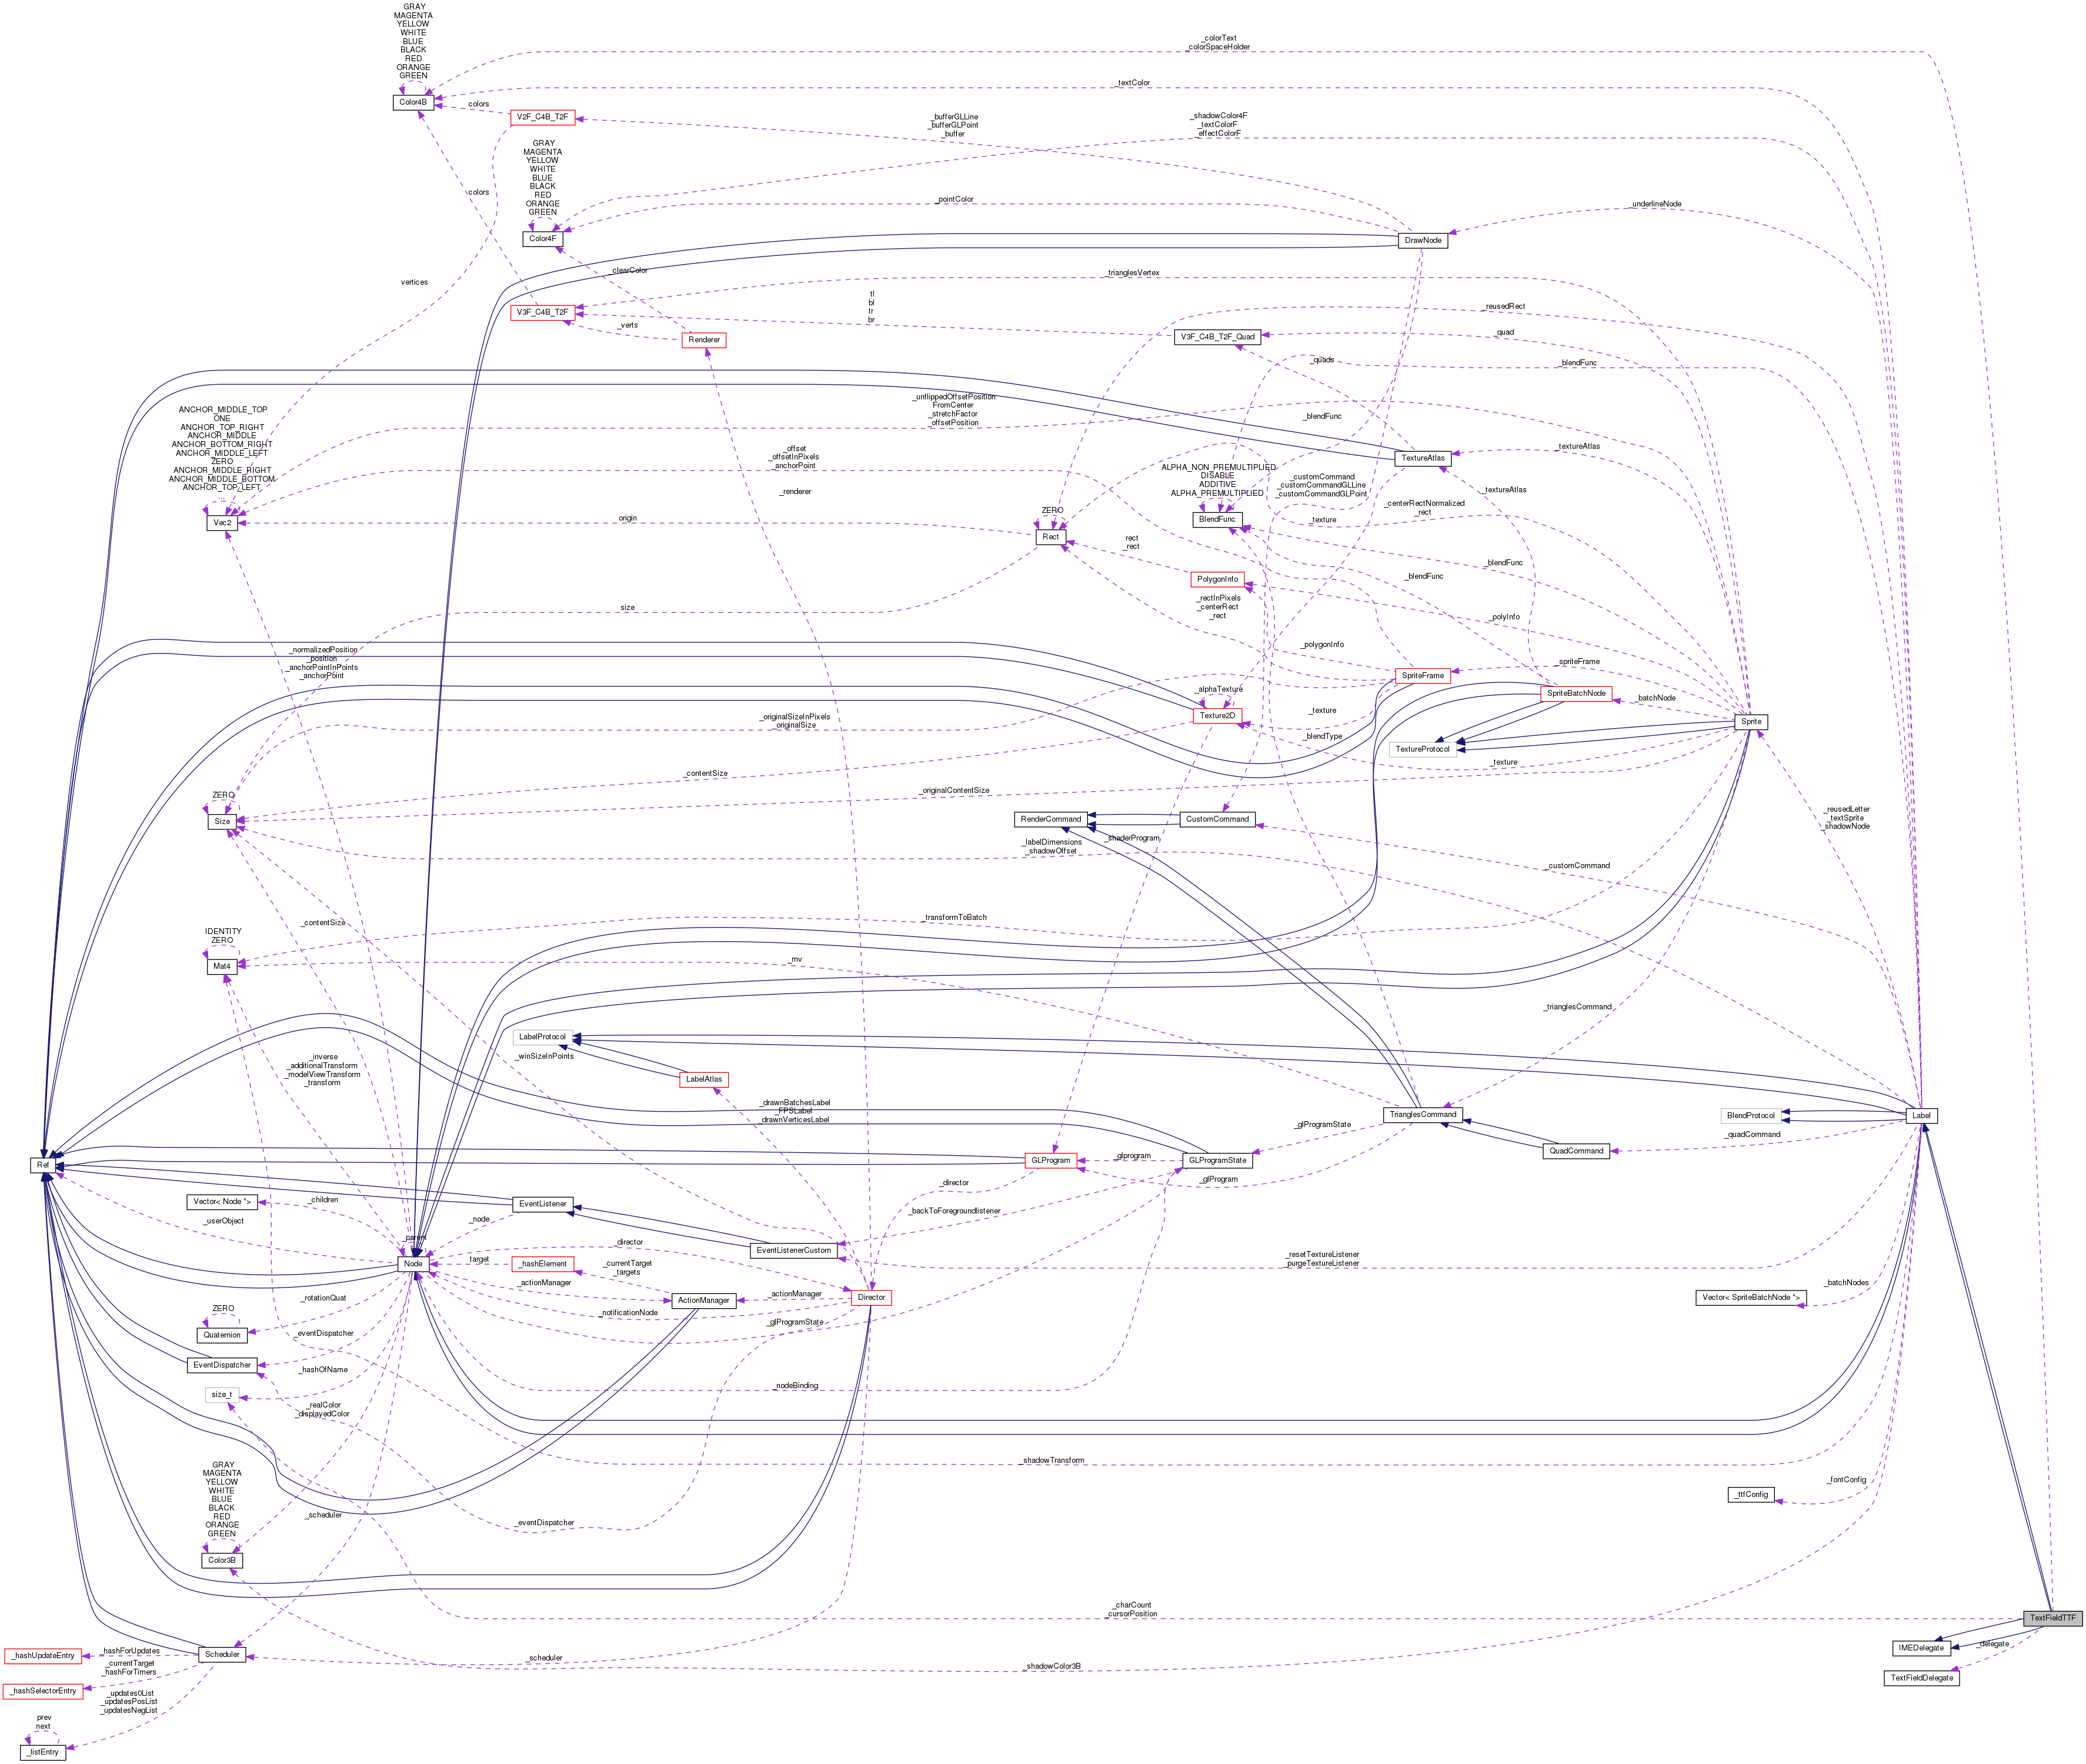 GRAY
MAGENTA
YELLOW
WHITE
BLUE
BLACK
RED
ORANGE
GREEN
Color4B
_colorText
_colorSpaceHolder
_textColor
colors
V2F_C4B_T2F
_bufferGLLine
_bufferGLPoint
_buffer
_shadowColor4F
_textColorF
_effectColorF
GRAY
MAGENTA
YELLOW
WHITE
BLUE
BLACK
RED
ORANGE
GREEN
Color4F
colors
_pointColor
_underlineNode
DrawNode
_clearColor
_trianglesVertex
vertices
V3F_C4B_T2F
tl
bl
tr
br
_reusedRect
_verts
Renderer
V3F_C4B_T2F_Quad
_quad
_quads
_blendFunc
ANCHOR_MIDDLE_TOP
ONE
ANCHOR_TOP_RIGHT
ANCHOR_MIDDLE
ANCHOR_BOTTOM_RIGHT
ANCHOR_MIDDLE_LEFT
ZERO
ANCHOR_MIDDLE_RIGHT
ANCHOR_MIDDLE_BOTTOM
ANCHOR_TOP_LEFT
...
Vec2
_unflippedOffsetPosition
FromCenter
_stretchFactor
_offsetPosition
_blendFunc
_offset
_offsetInPixels
_anchorPoint
_textureAtlas
TextureAtlas
ALPHA_NON_PREMULTIPLIED
DISABLE
ADDITIVE
ALPHA_PREMULTIPLIED
BlendFunc
_customCommand
_customCommandGLLine
_customCommandGLPoint
_centerRectNormalized
_rect
_textureAtlas
_renderer
origin
ZERO
Rect
_texture
rect
_rect
_blendFunc
_blendFunc
PolygonInfo
size
_rectInPixels
_centerRect
_rect
_polyInfo
_normalizedPosition
_position
_anchorPointInPoints
_anchorPoint
_polygonInfo
_spriteFrame
SpriteFrame
SpriteBatchNode
_batchNode
_alphaTexture
Texture2D
_texture
_originalSizeInPixels
_originalSize
_blendType
Sprite
TextureProtocol
_texture
_contentSize
_originalContentSize
ZERO
Size
RenderCommand
CustomCommand
_reusedLetter
_textSprite
_shadowNode
_labelDimensions
_shadowOffset
_shaderProgram
_customCommand
_contentSize
_transformToBatch
IDENTITY
ZERO
Mat4
_mv
_trianglesCommand
LabelProtocol
_inverse
_additionalTransform
_modelViewTransform
_transform
_winSizeInPoints
LabelAtlas
_drawnBatchesLabel
_FPSLabel
_drawnVerticesLabel
TrianglesCommand
BlendProtocol
Label
_glProgramState
_quadCommand
QuadCommand
Ref
GLProgram
_glprogram
GLProgramState
_glProgram
_director
Vector< Node *>
_children
EventListener
_userObject
_node
_backToForegroundlistener
_parent
_director
EventListenerCustom
_resetTextureListener
_purgeTextureListener
Node
target
_hashElement
_currentTarget
_targets
_actionManager
_batchNodes
_rotationQuat
ActionManager
_actionManager
Director
Vector< SpriteBatchNode *>
ZERO
Quaternion
_notificationNode
_glProgramState
_eventDispatcher
EventDispatcher
_hashOfName
_nodeBinding
size_t
_realColor
_displayedColor
_shadowTransform
GRAY
MAGENTA
YELLOW
WHITE
BLUE
BLACK
RED
ORANGE
GREEN
Color3B
_fontConfig
_ttfConfig
_scheduler
_eventDispatcher
_charCount
_cursorPosition
TextFieldTTF
_hashForUpdates
_hashUpdateEntry
Scheduler
_scheduler
_shadowColor3B
IMEDelegate
_delegate
_currentTarget
_hashForTimers
_hashSelectorEntry
TextFieldDelegate
_updates0List
_updatesPosList
_updatesNegList
prev
next
_listEntry